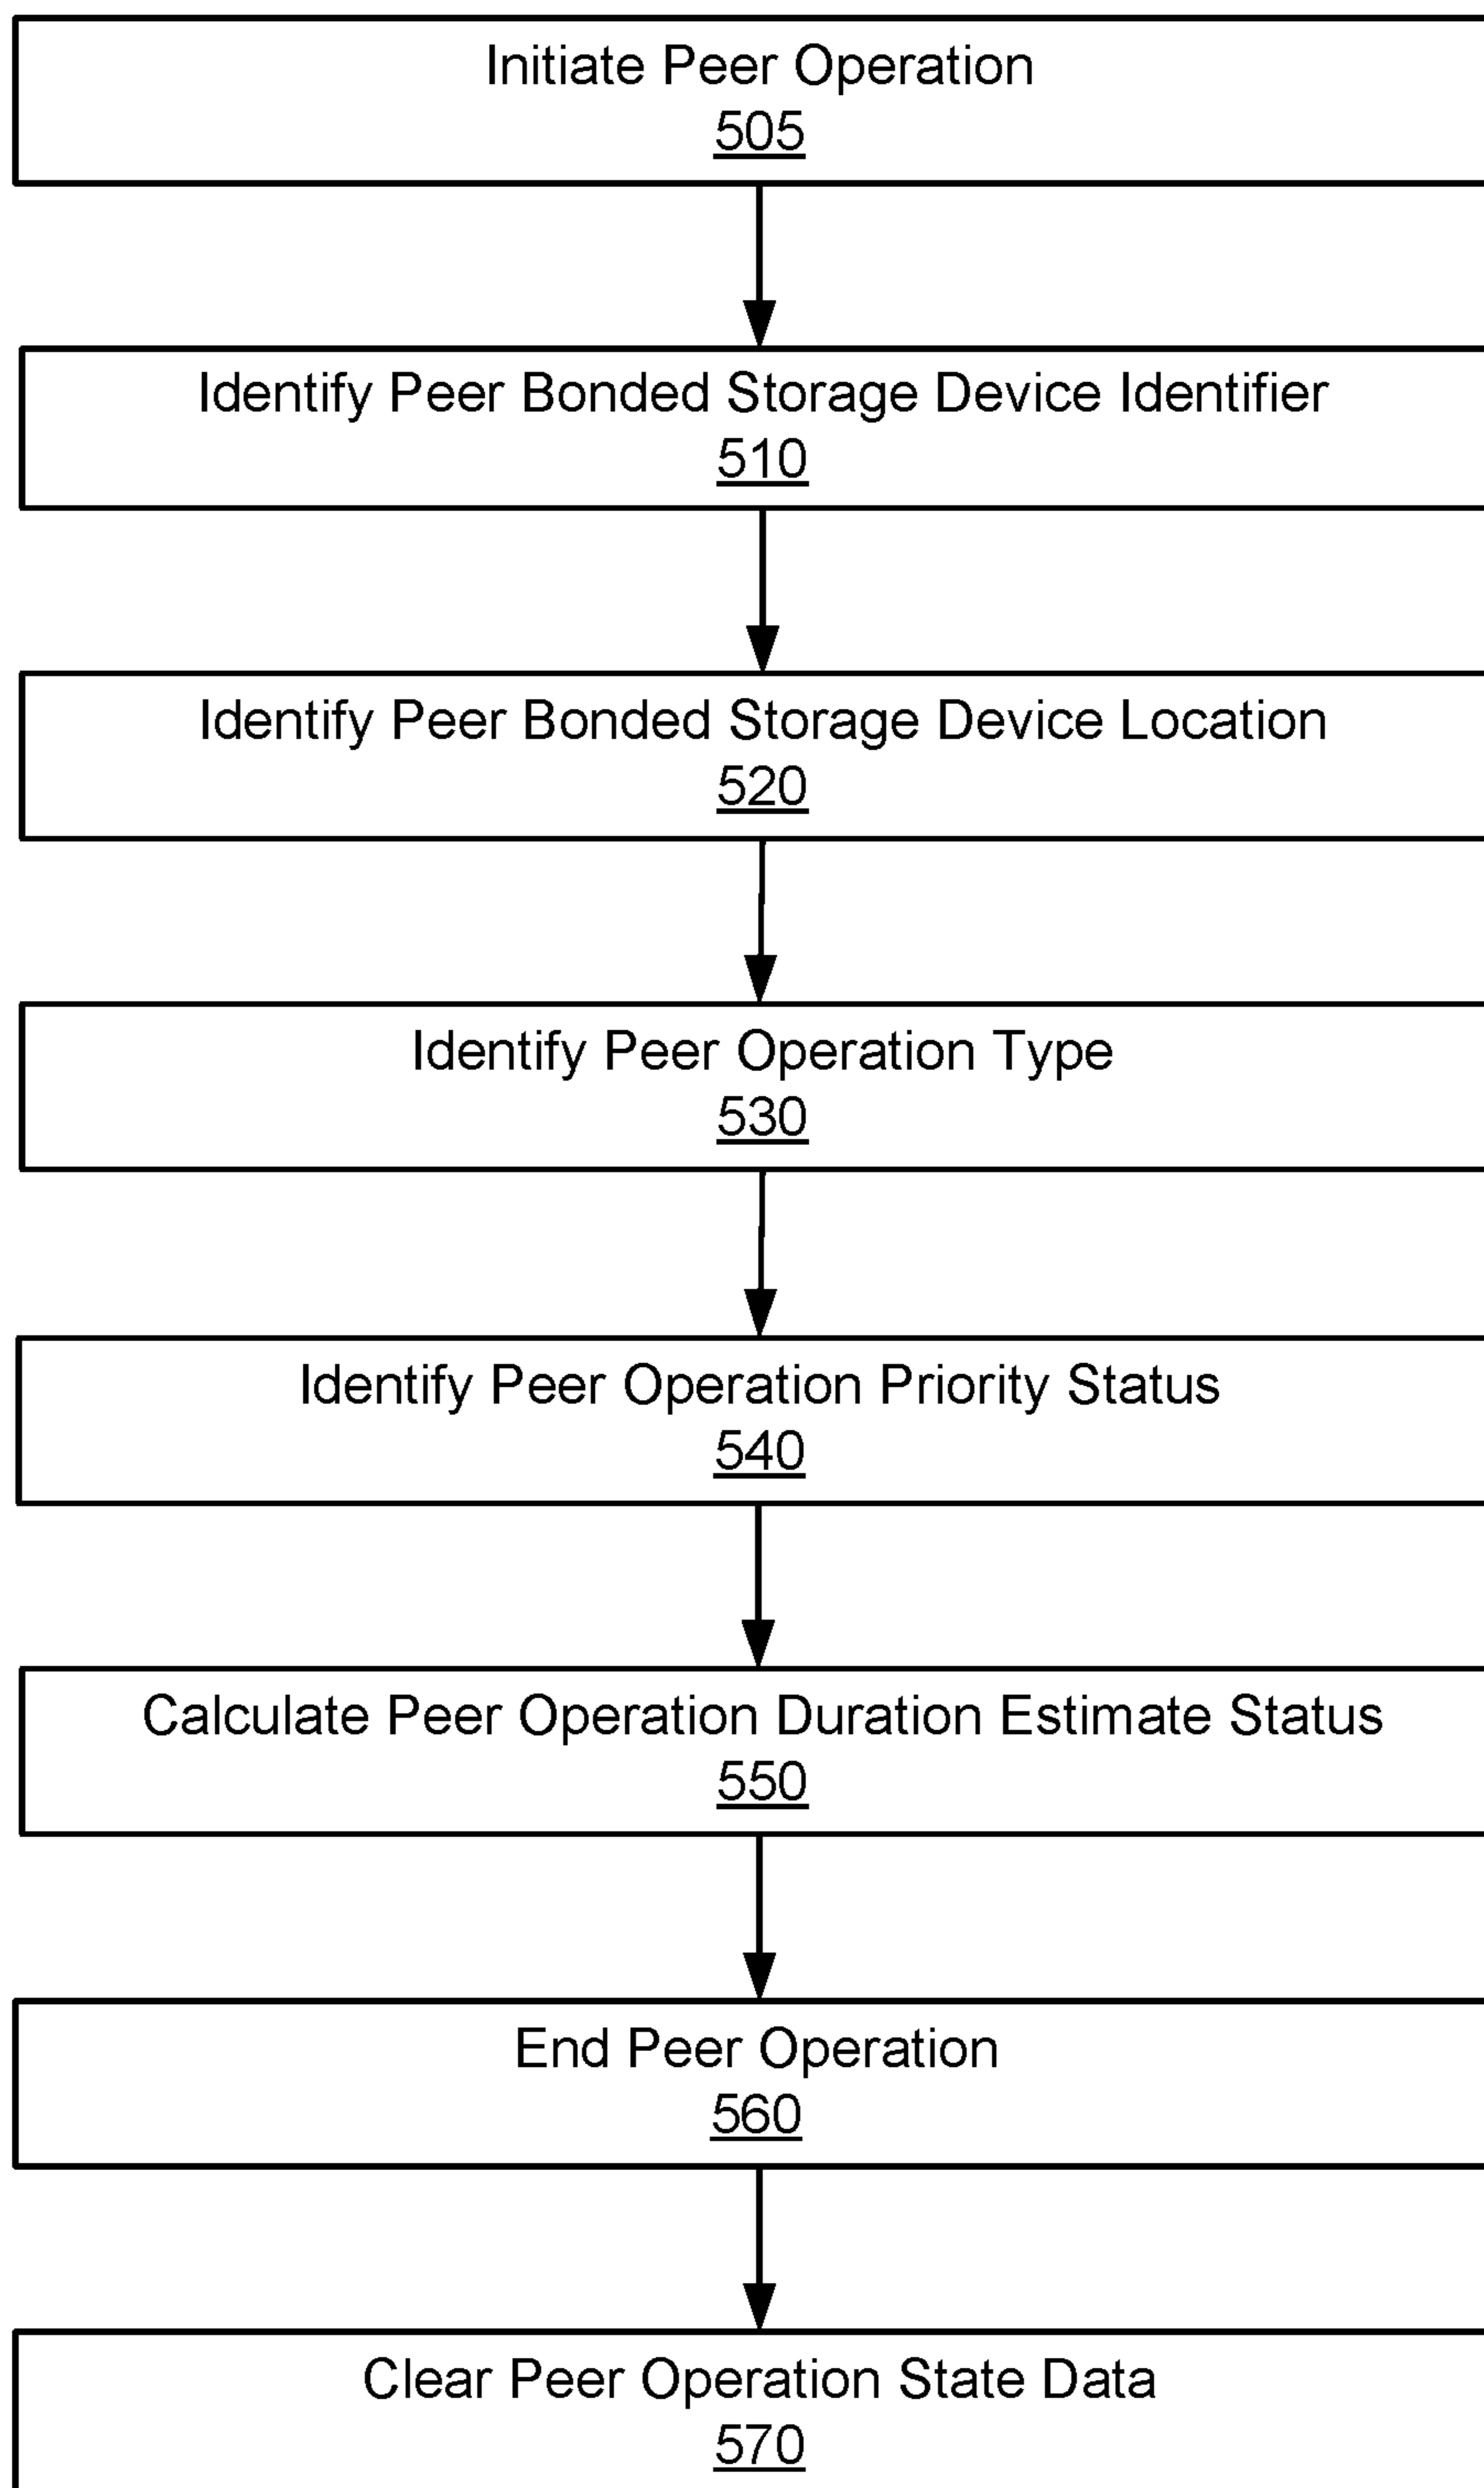 Initiate Peer Operation
505
Identify Peer Bonded Storage Device Identifier
510
Identify Peer Bonded Storage Device Location
520
Identify Peer Operation Type
530
Identify Peer Operation Priority Status
540
Calculate Peer Operation Duration Estimate Status
550
End Peer Operation
560
Clear Peer Operation State Data
570